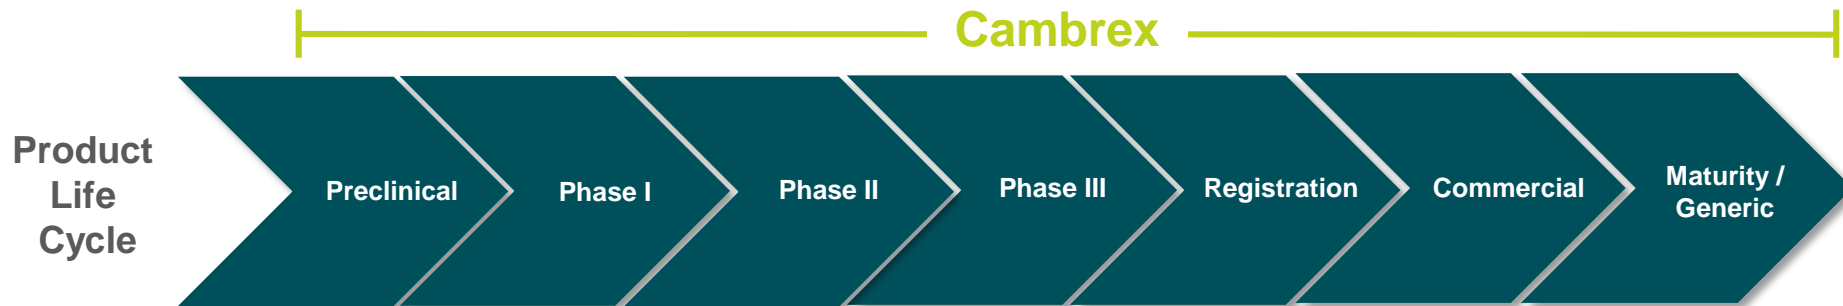 Cambrex
Product
Life
Cycle
Preclinical
Phase I
Phase II
Phase III
Registration
Commercial
Maturity /
Generic